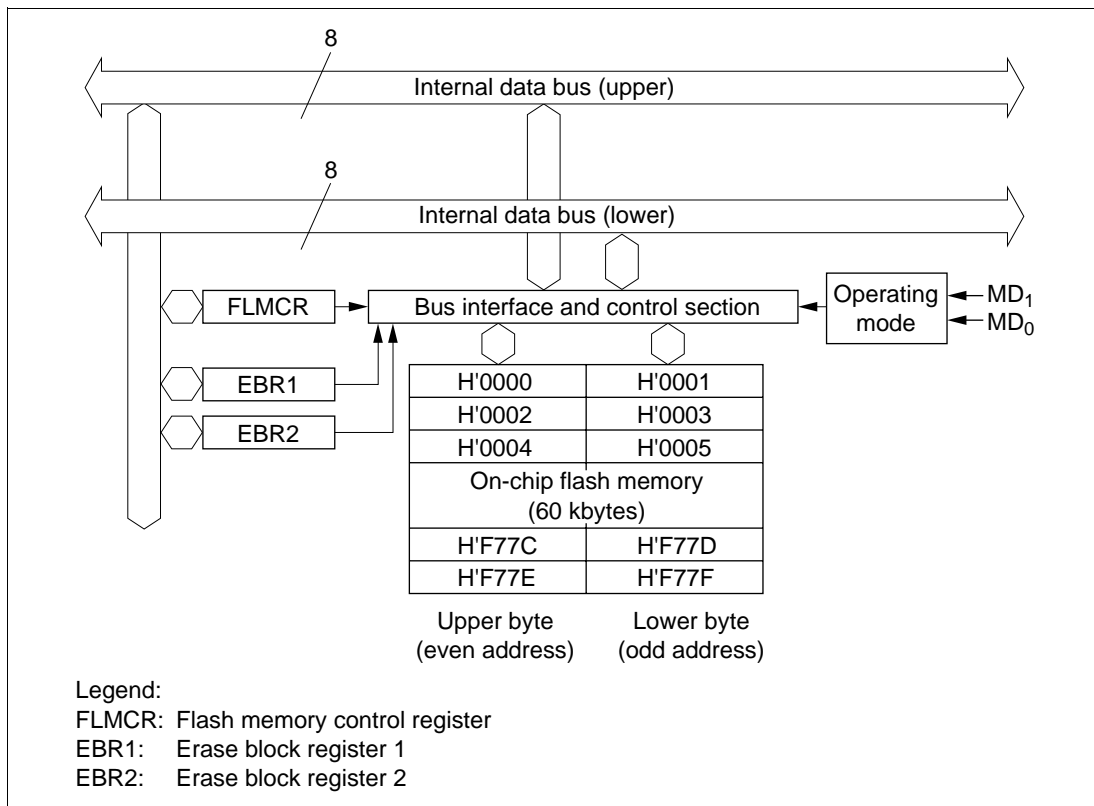 8
Internal data bus (upper)
8
Internal data bus (lower)
FLMCR
Bus interface and control section
Operating
mode
MD1
MD0
EBR1
EBR2
H'0000 H'0001
H'0002 H'0003
H'0004 H'0005
On-chip flash memory
(60 kbytes)
H'F77C H'F77D
H'F77E H'F77F
Upper byte
(even address)
Lower byte
(odd address)
Legend:
FLMCR: Flash memory control register
EBR1: Erase block register 1
EBR2: Erase block register 2